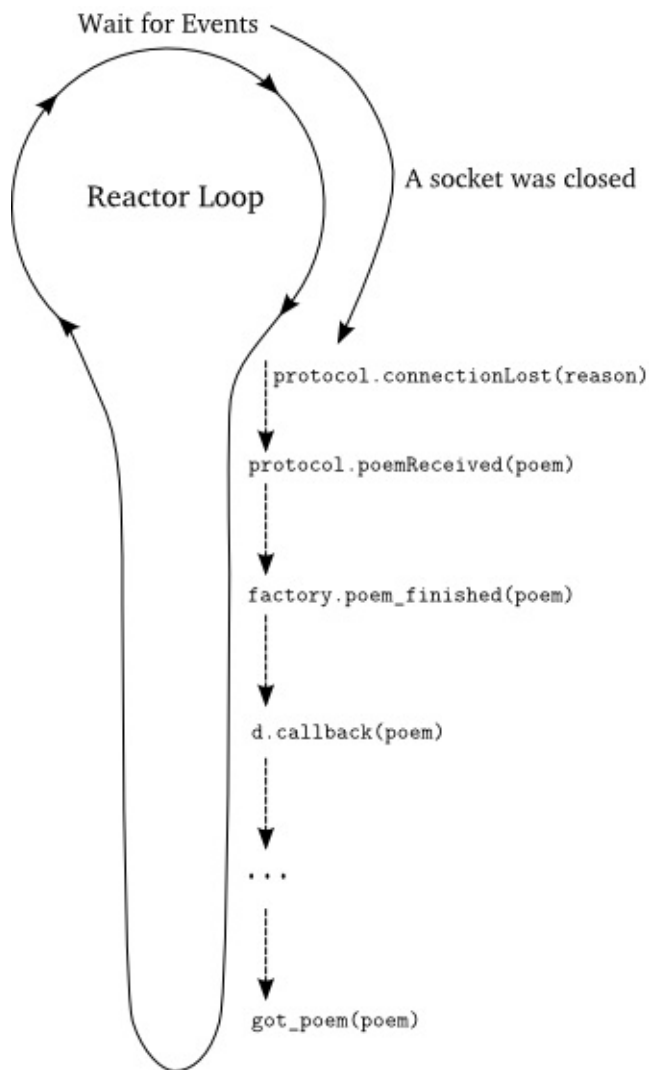 Wait for Events
A socket was closed
Reactor Loop
protocol.connectionLost(reason)
protocol.poemReceived(poem)
factory.poem_finished(poem)
d.callback(poem)
...
got_poem(poem)